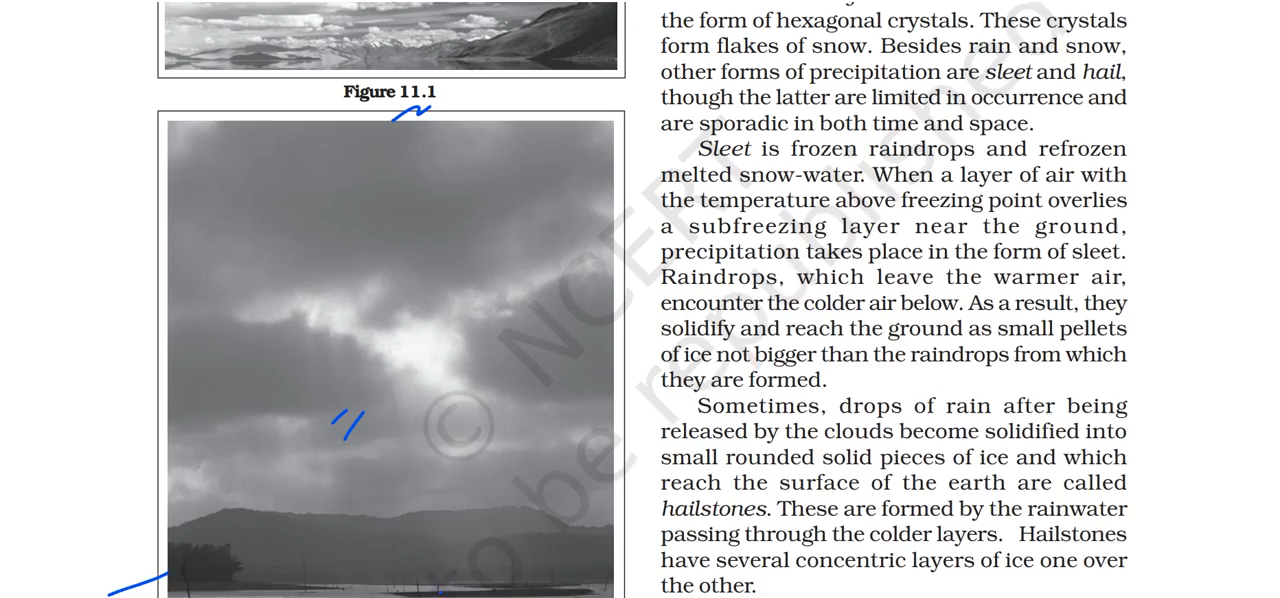 Figure 11.1
the form of hexagonal crystals. These crystals
form flakes of snow. Besides rain and snow,
other forms of precipitation are sleet and hail,
though the latter are limited in occurrence and
are sporadic in both time and space.
Sleet is frozen raindrops and refrozen
melted snow-water. When a layer of air with
the temperature above freezing point overlies
a subfreezing layer near the ground,
precipitation takes place in the form of sleet.
Raindrops, which leave the warmer air,
encounter the colder air below. As a result, they
solidify and reach the ground as small pellets
of ice not bigger than the raindrops from which
they are formed.
Sometimes, drops of rain after being
released by the clouds become solidified into
small rounded solid pieces of ice and which
reach the surface of the earth are called
hailstones. These are formed by the rainwater
passing through the colder layers. Hailstones
have several concentric layers of ice one over
the other.
© NCERT
to be republished